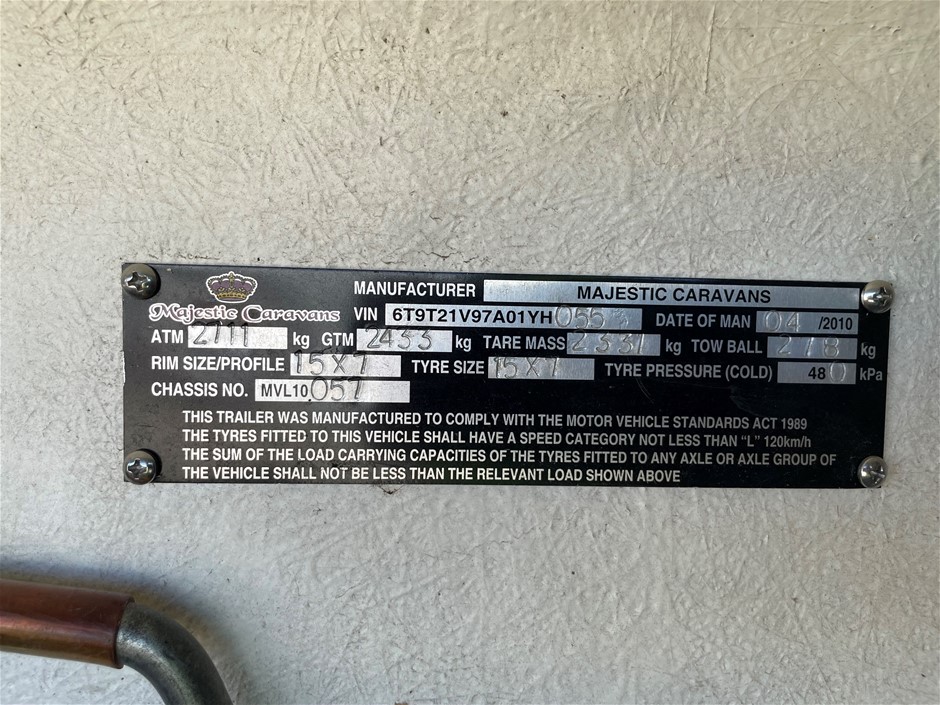 MANUFACTURER MAJESTIC CARAVANS
Majestic Caravans VIN 6T9T21V97A01YH055 DATE OF MAN 04 /2010
ATM 2711 kg GTM 2433 kg TARE MASS 2331 kg TOW BALL 278 kg
RIM SIZE/PROFILE 15X7 TYRE SIZE 15X7 TYRE PRESSURE (COLD) 480 kPa
CHASSIS NO. MVL10 057
THIS TRAILER WAS MANUFACTURED TO COMPLY WITH THE MOTOR VEHICLE STANDARDS ACT 1989
THE TYRES FITTED TO THIS VEHICLE SHALL HAVE A SPEED CATEGORY NOT LESS THAN "L" 120km/h
THE SUM OF THE LOAD CARRYING CAPACITIES OF THE TYRES FITTED TO ANY AXLE OR AXLE GROUP OF
THE VEHICLE SHALL NOT BE LESS THAN THE RELEVANT LOAD SHOWN ABOVE